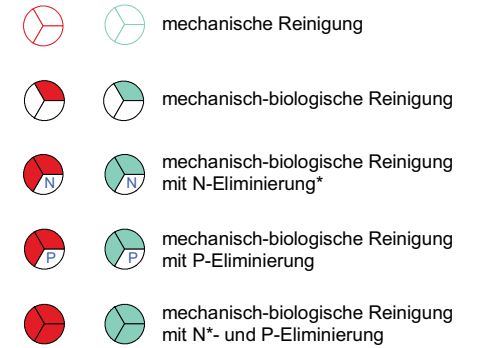 mechanische Reinigung
mechanisch-biologische Reinigung
mechanisch-biologische Reinigung
N N mit N-Eliminierung*
mechanisch-biologische Reinigung
P P mit P-Eliminierung
mechanisch-biologische Reinigung
mit N*- und P-Eliminierung